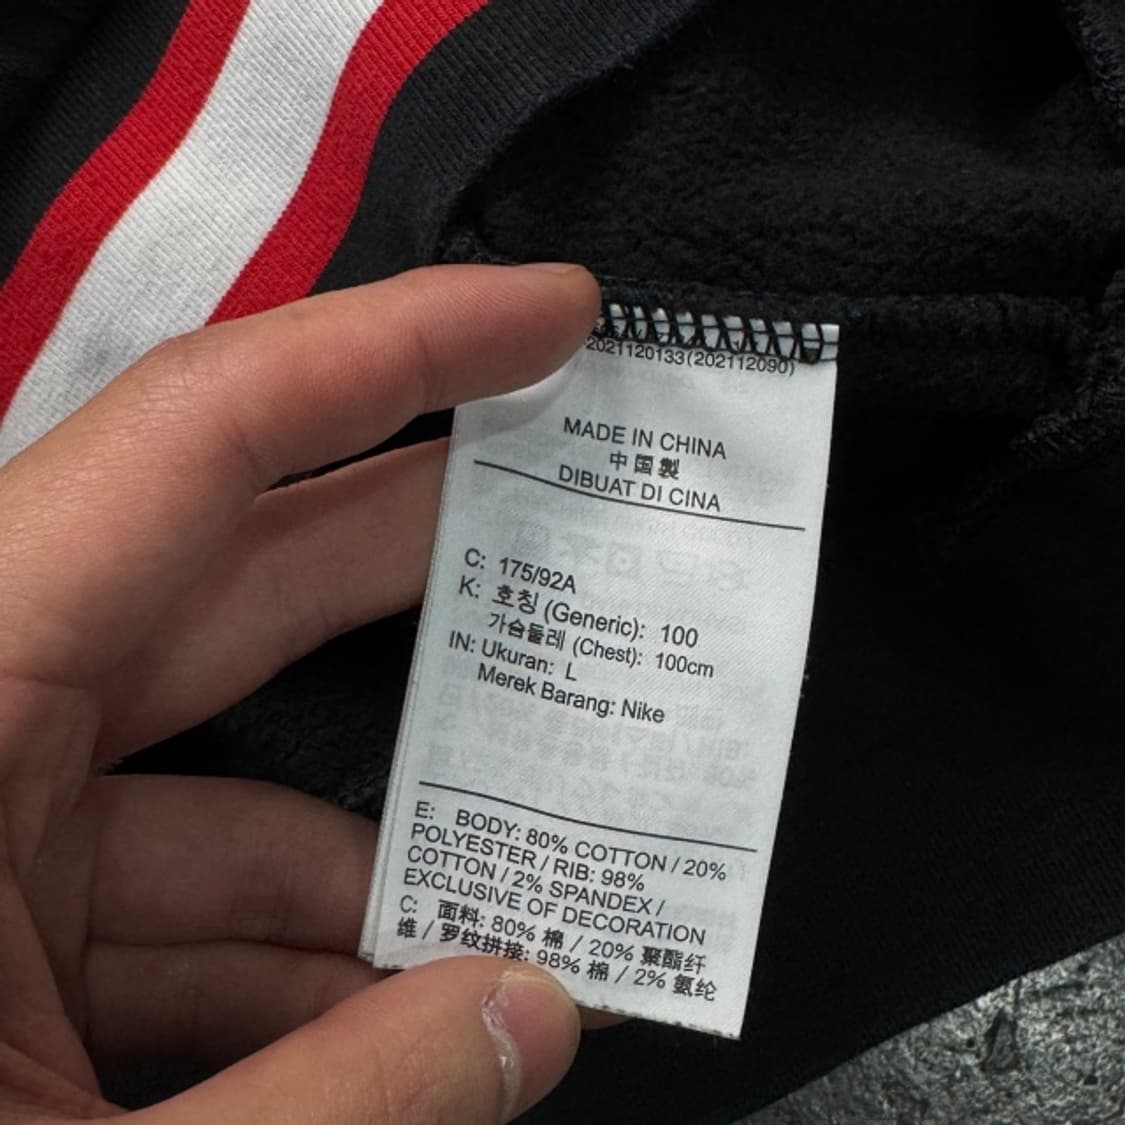 2021120133(202112090)
MADE IN CHINA
中国製
DIBUAT DI CINA
C: 175/92A
K: 호칭 (Generic): 100
가슴둘레 (Chest): 100cm
IN: Ukuran: L
Merek Barang: Nike
E: BODY: 80% COTTON / 20%
POLYESTER / RIB: 98%
COTTON / 2% SPANDEX /
EXCLUSIVE OF DECORATION
C: 面料: 80% 棉 / 20% 聚酯纤
维 / 罗纹拼接: 98% 棉 / 2% 氨纶